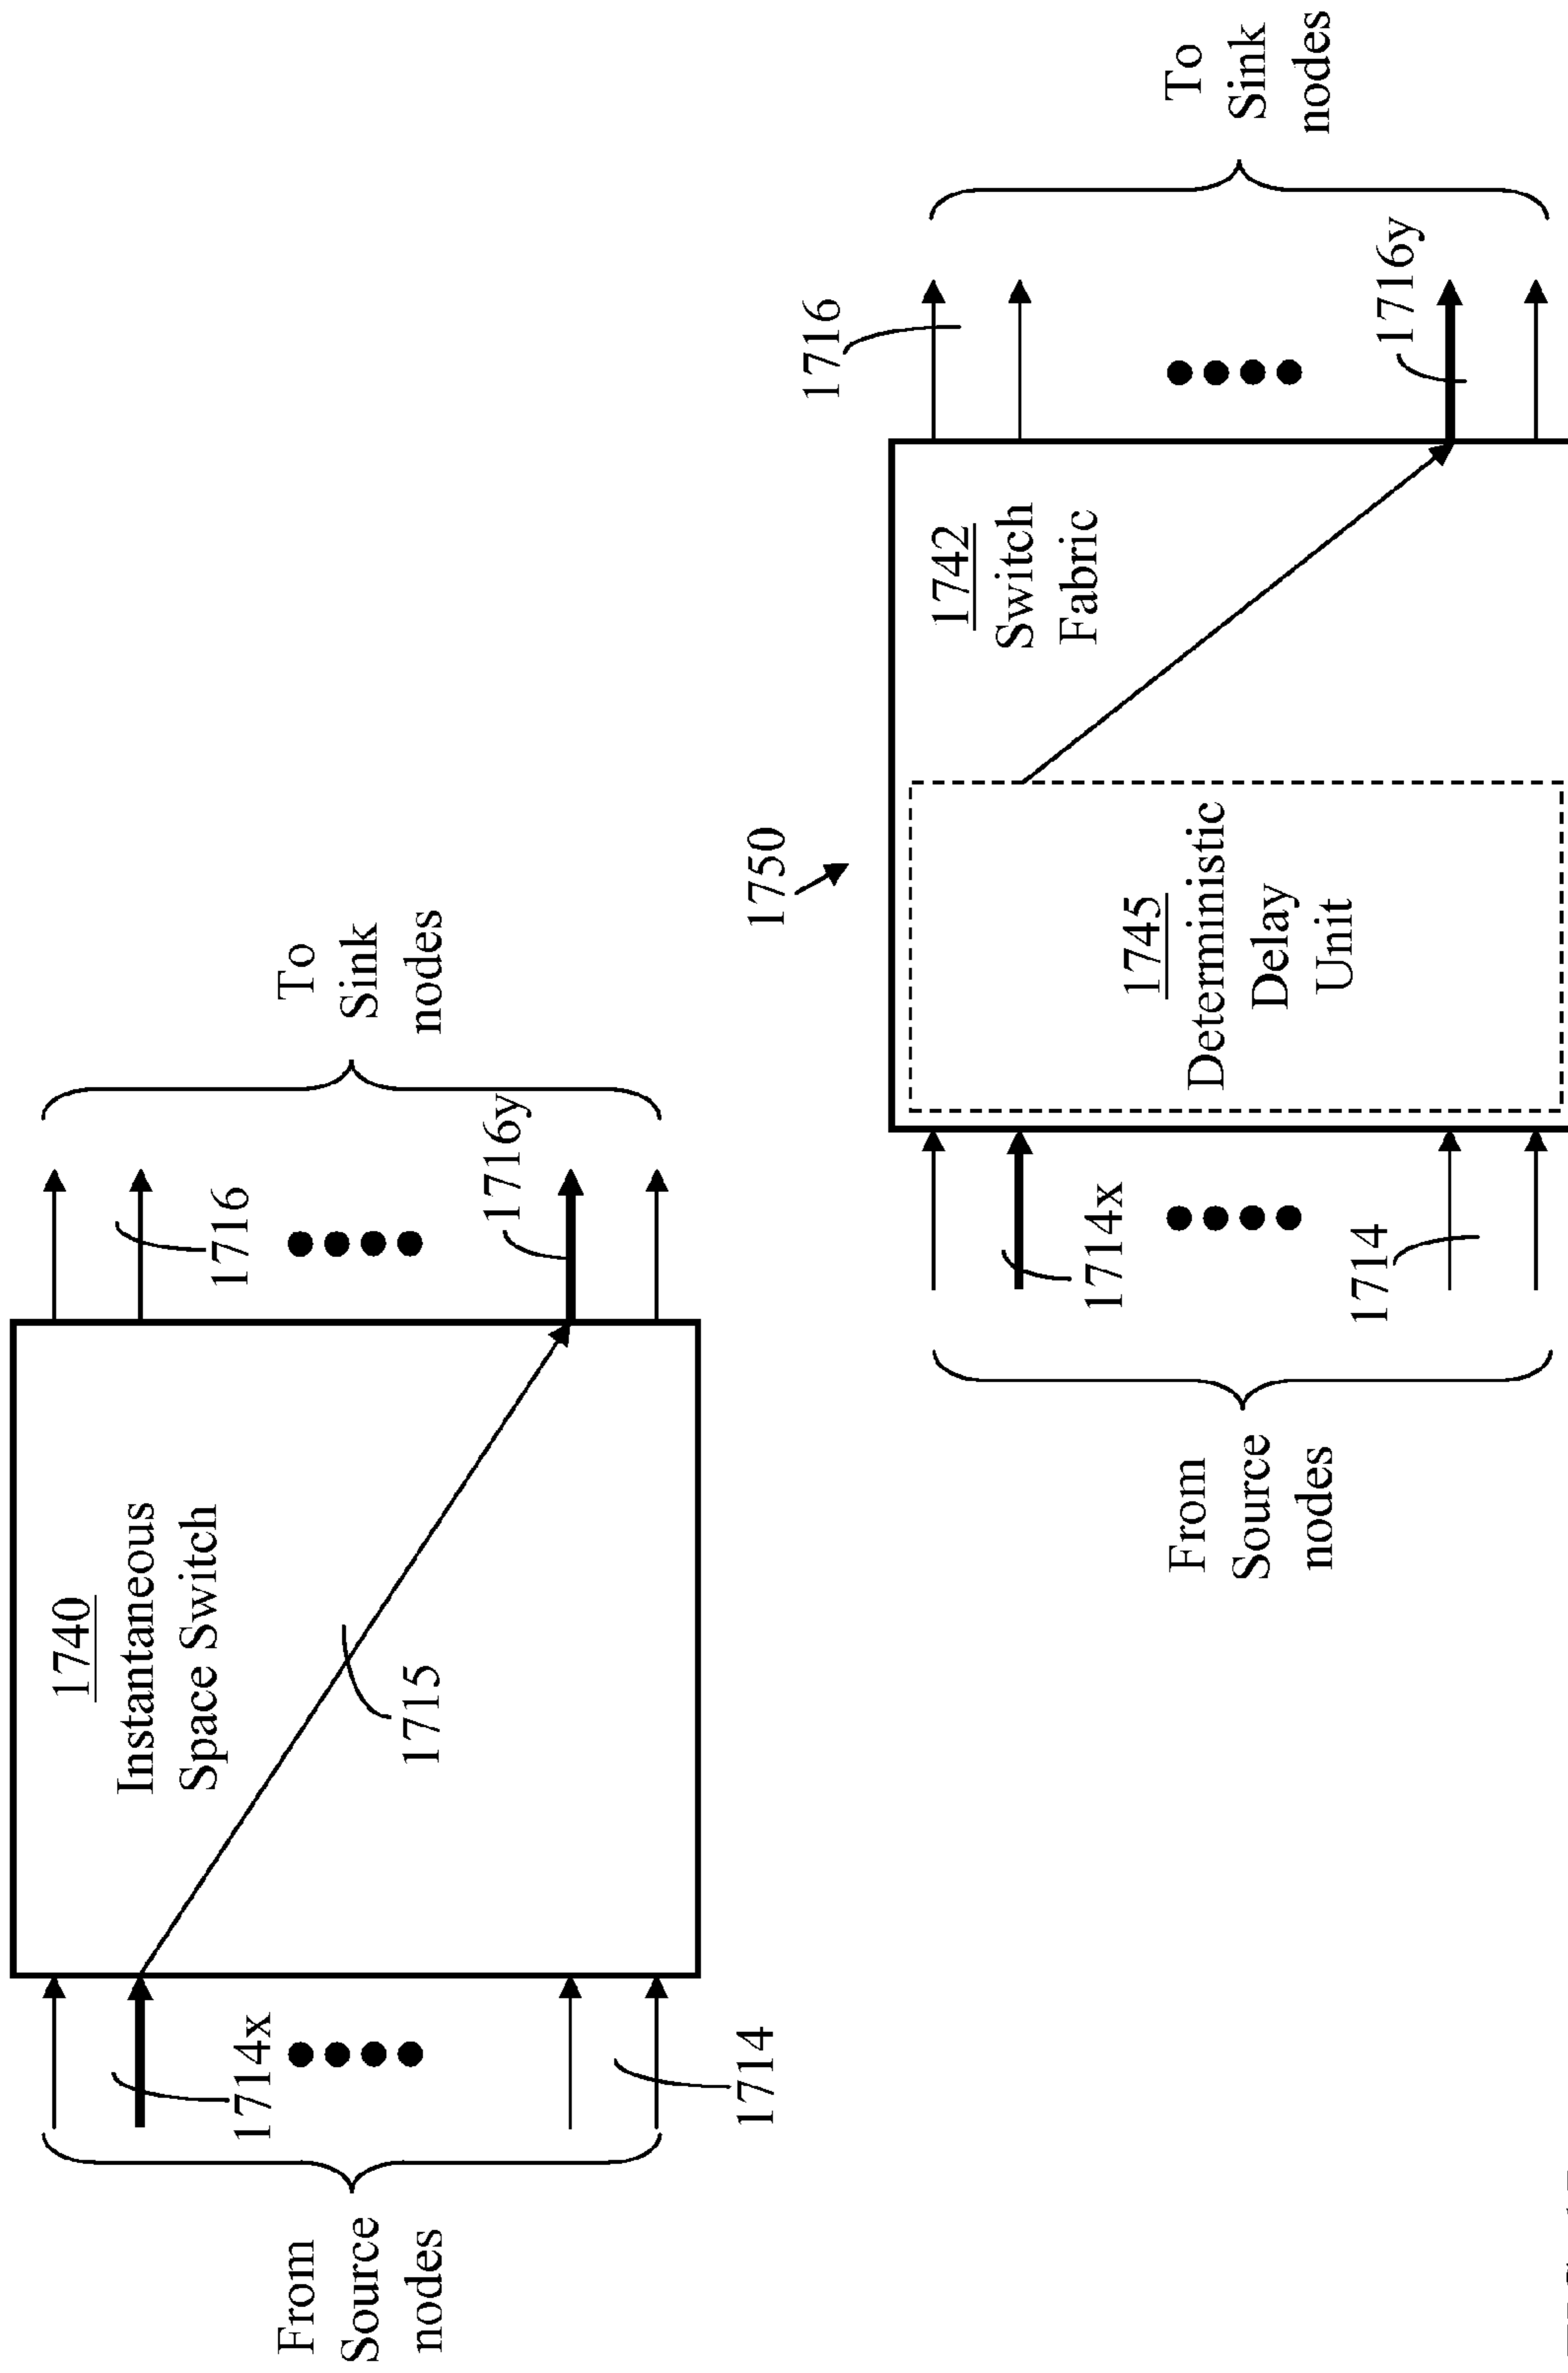 1740
Instantaneous
Space Switch
From
Source
nodes
1714x
1714
1715
1716
1716y
To
Sink
nodes
1750
1742
Switch
Fabric
1745
Deterministic
Delay
Unit
From
Source
nodes
1714x
1714
1716
1716y
To
Sink
nodes